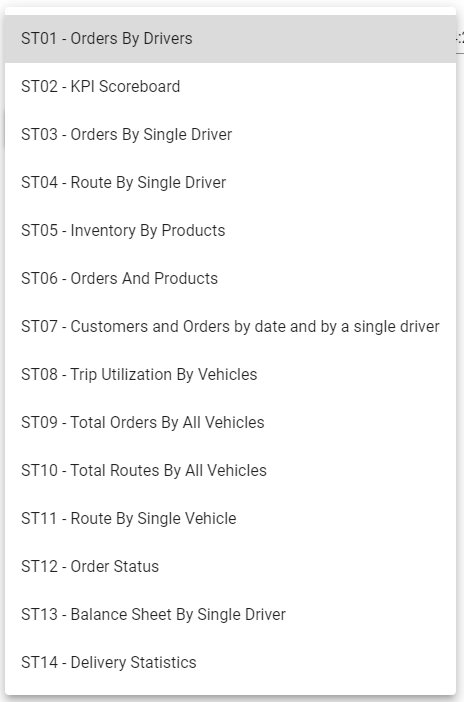 ST01 - Orders By Drivers
ST02 - KPI Scoreboard
ST03 - Orders By Single Driver
ST04 - Route By Single Driver
ST05 - Inventory By Products
ST06 - Orders And Products
ST07 - Customers and Orders by date and by a single driver
ST08 - Trip Utilization By Vehicles
ST09 - Total Orders By All Vehicles
ST10 - Total Routes By All Vehicles
ST11 - Route By Single Vehicle
ST12 - Order Status
ST13 - Balance Sheet By Single Driver
ST14 - Delivery Statistics